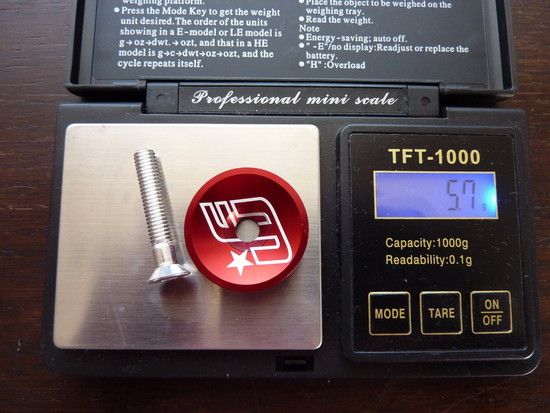 weighing platform.
● Press the Mode Key to get the weight
unit desired.The order of the units
showing in a E-model or LE model is
g→oz→dwt.→ozt, and that in a HE
model is g→c→dwt→oz→ozt, and the
cycle repeats itself.
● Place the object to be weighed on the
weighing tray.
● Read the weight.
Note
● Energy-saving; auto off.
● " -E"/no display:Readjust or replace the
battery.
● "H" :Overload
Professional mini scale
TFT-1000
5.7 g
Capacity:1000g
Readability:0.1g
MODE
TARE
ON
/OFF